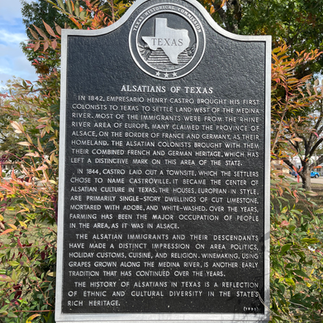 TEXAS HISTORICAL COMMISSION
TEXAS
ALSATIANS OF TEXAS
IN 1842, EMPRESARIO HENRY CASTRO BROUGHT HIS FIRST
COLONISTS TO TEXAS TO SETTLE LAND WEST OF THE MEDINA
RIVER. MOST OF THE IMMIGRANTS WERE FROM THE RHINE
RIVER AREA OF EUROPE. MANY CLAIMED THE PROVINCE OF
ALSACE, ON THE BORDER OF FRANCE AND GERMANY, AS THEIR
HOMELAND. THE ALSATIAN COLONISTS BROUGHT WITH THEM
THEIR COMBINED FRENCH AND GERMAN HERITAGE, WHICH HAS
LEFT A DISTINCTIVE MARK ON THIS AREA OF THE STATE.
IN 1844, CASTRO LAID OUT A TOWNSITE, WHICH THE SETTLERS
CHOSE TO NAME CASTROVILLE. IT BECAME THE CENTER OF
ALSATIAN CULTURE IN TEXAS. THE HOUSES, EUROPEAN IN STYLE,
ARE PRIMARILY SINGLE-STORY DWELLINGS OF CUT LIMESTONE,
MORTARED WITH ADOBE, AND WHITE-WASHED. OVER THE YEARS,
FARMING HAS BEEN THE MAJOR OCCUPATION OF PEOPLE
IN THE AREA, AS IT WAS IN ALSACE.
THE ALSATIAN IMMIGRANTS AND THEIR DESCENDANTS
HAVE MADE A DISTINCT IMPRESSION ON AREA POLITICS,
HOLIDAY CUSTOMS, CUISINE, AND RELIGION. WINEMAKING, USING
GRAPES GROWN ALONG THE MEDINA RIVER, IS ANOTHER EARLY
TRADITION THAT HAS CONTINUED OVER THE YEARS.
THE HISTORY OF ALSATIANS IN TEXAS IS A REFLECTION
OF ETHNIC AND CULTURAL DIVERSITY IN THE STATE'S
RICH HERITAGE.